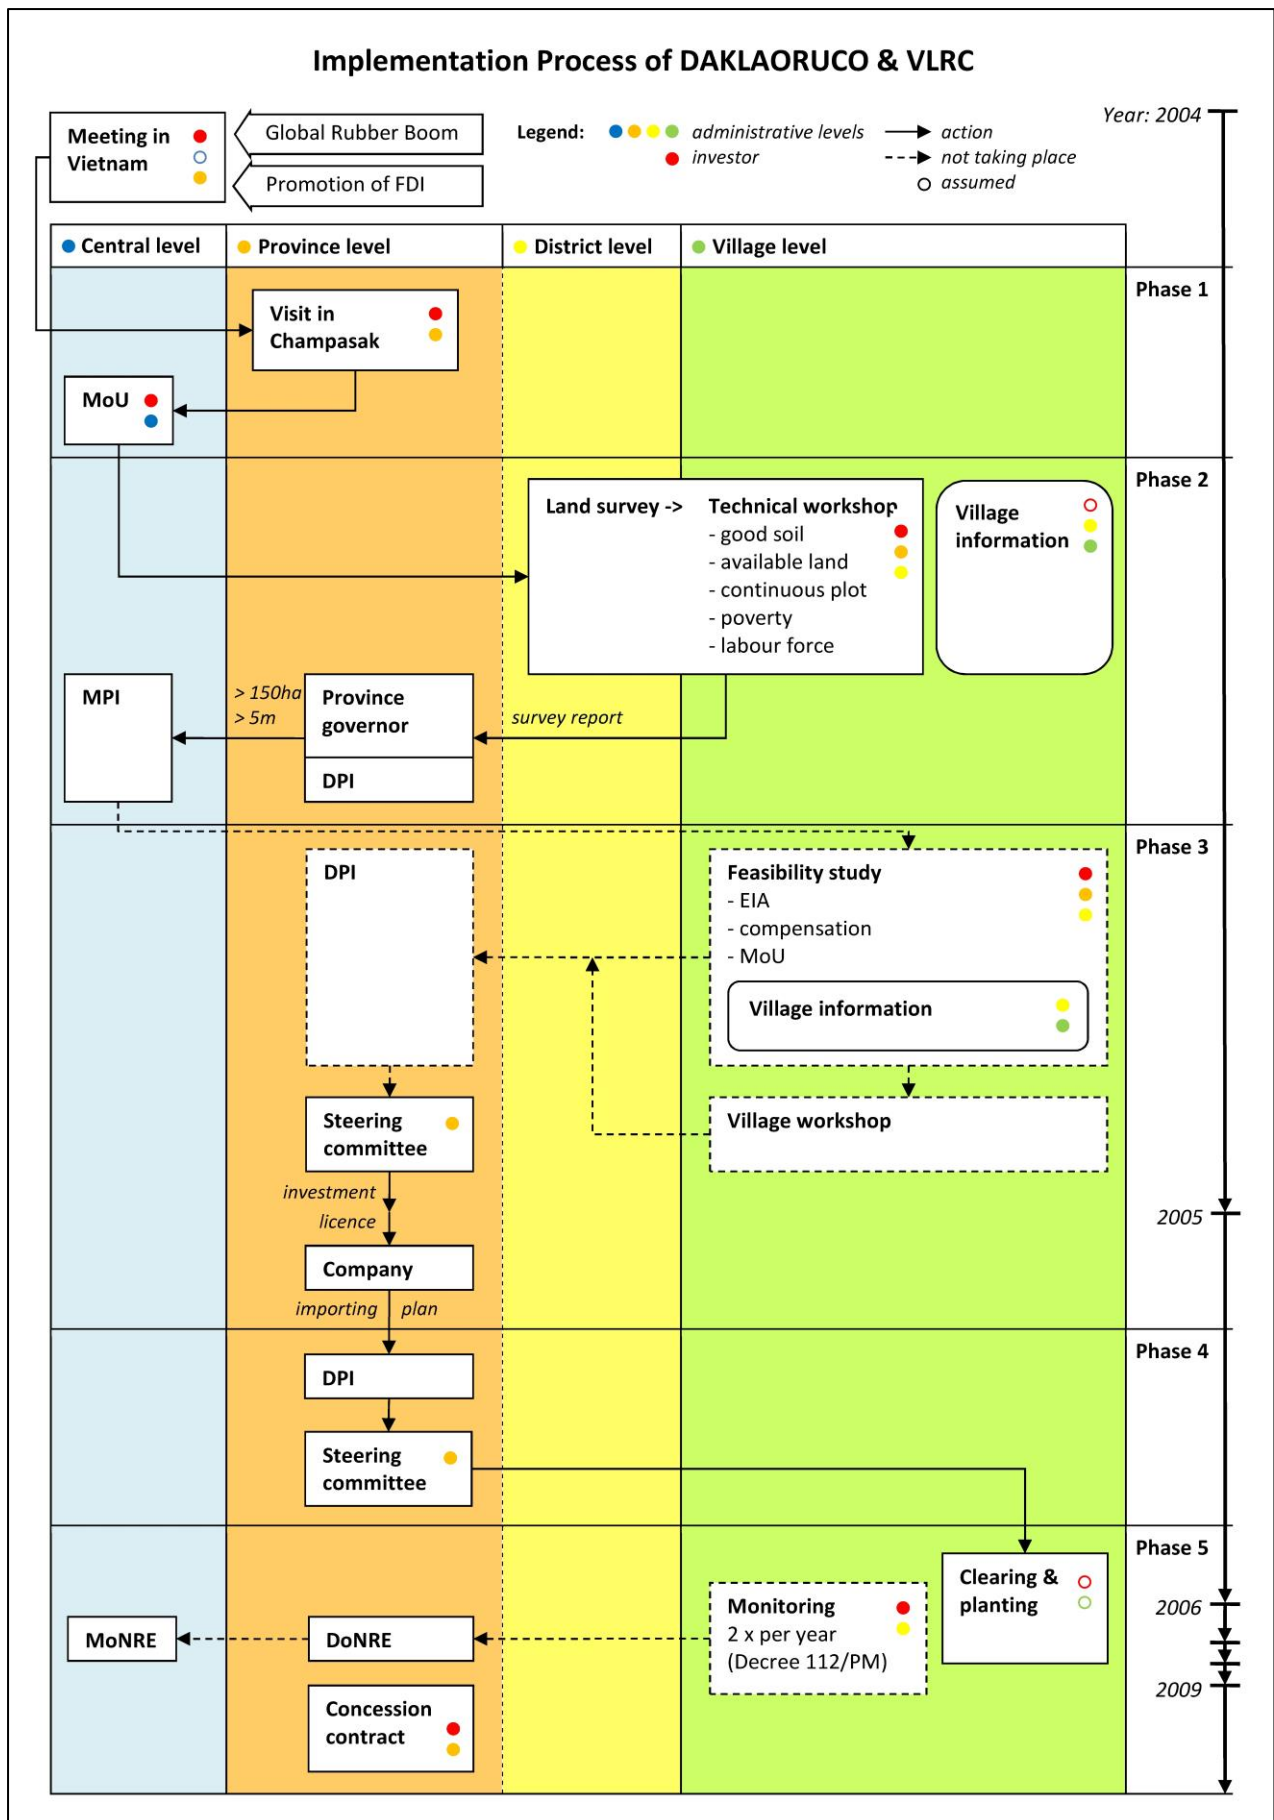 Implementation Process of DAKLAORUCO & VLRC
Meeting in
Vietnam
Global Rubber Boom
Promotion of FDI
Legend:
administrative levels
investor
action
not taking place
assumed
Year: 2004
Central level
Province level
District level
Village level
Phase 1
Visit in
Champasak
MoU
Phase 2
Land survey ->
Technical workshop
- good soil
- available land
- continuous plot
- poverty
- labour force
Village
information
MPI
> 150ha
> 5m
Province
governor
DPI
survey report
Phase 3
DPI
Feasibility study
- EIA
- compensation
- MoU
Village information
Steering
committee
Village workshop
investment
licence
2005
Company
importing plan
Phase 4
DPI
Steering
committee
Phase 5
Clearing &
planting
Monitoring
2 x per year
(Decree 112/PM)
2006
MoNRE
DoNRE
2009
Concession
contract